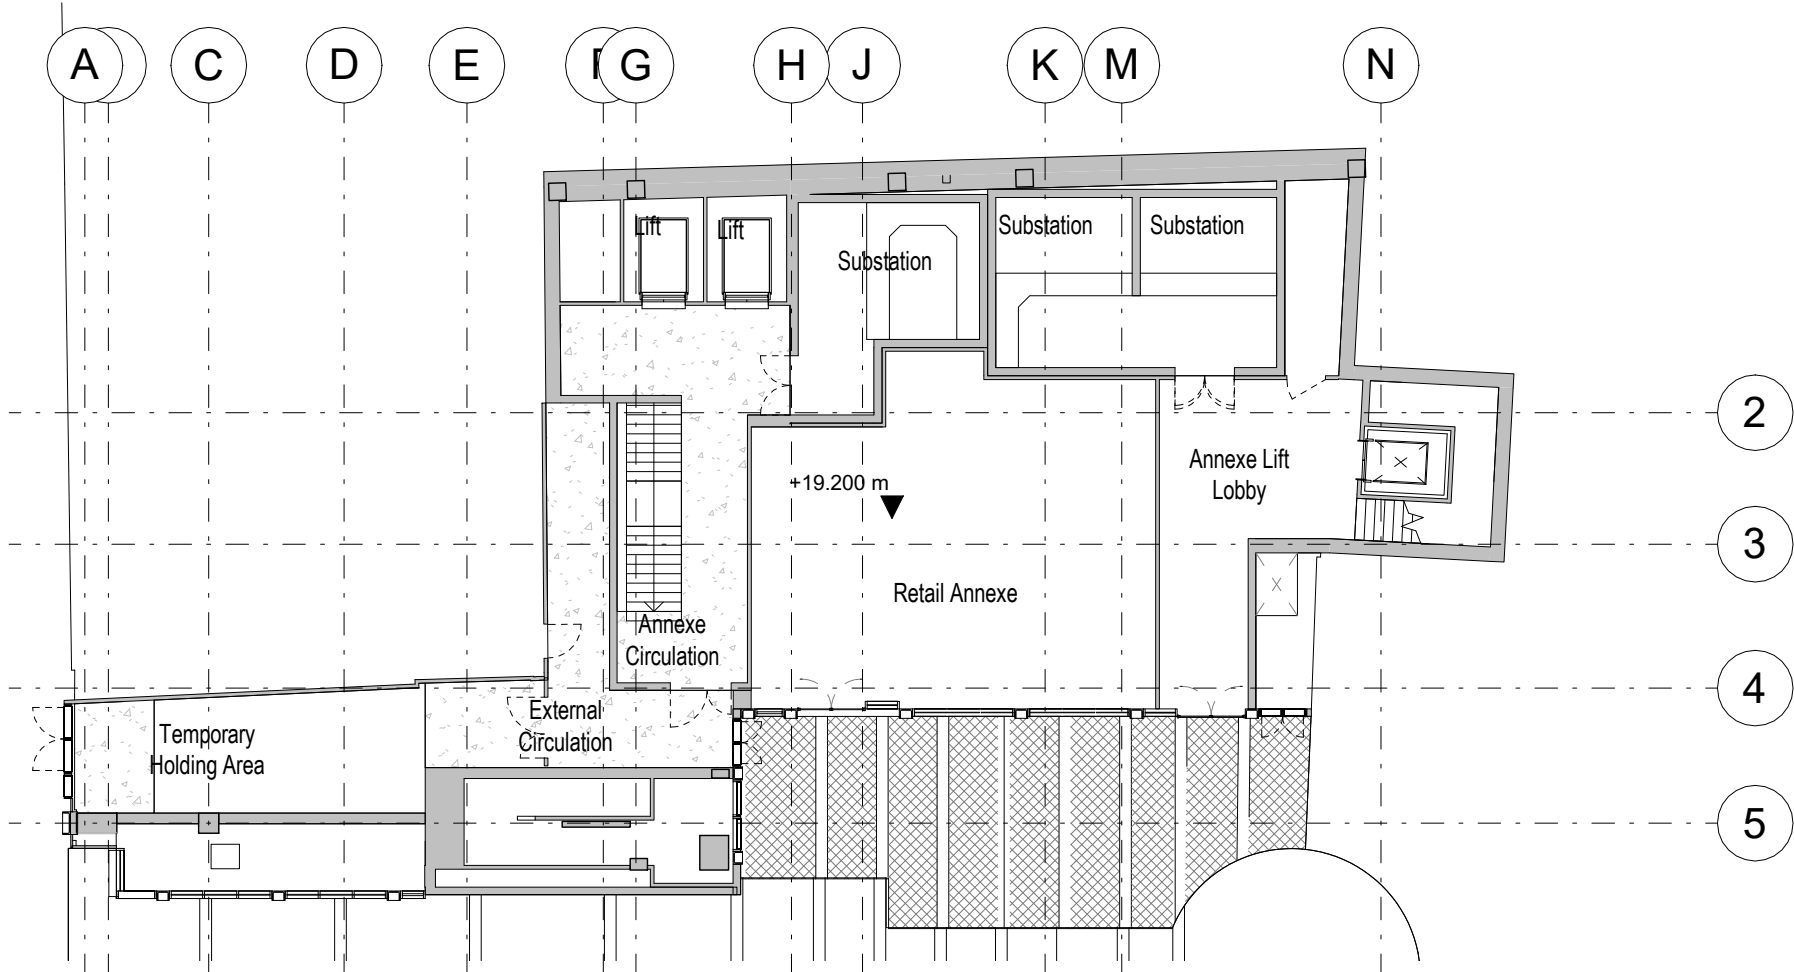 A
C
D
E
G
H
J
K
M
N
Lift
Lift
Substation
Substation
Substation
2
Annexe Lift
Lobby
+19.200 m
3
Retail Annexe
Annexe
Circulation
4
External
Circulation
Temporary
Holding Area
5